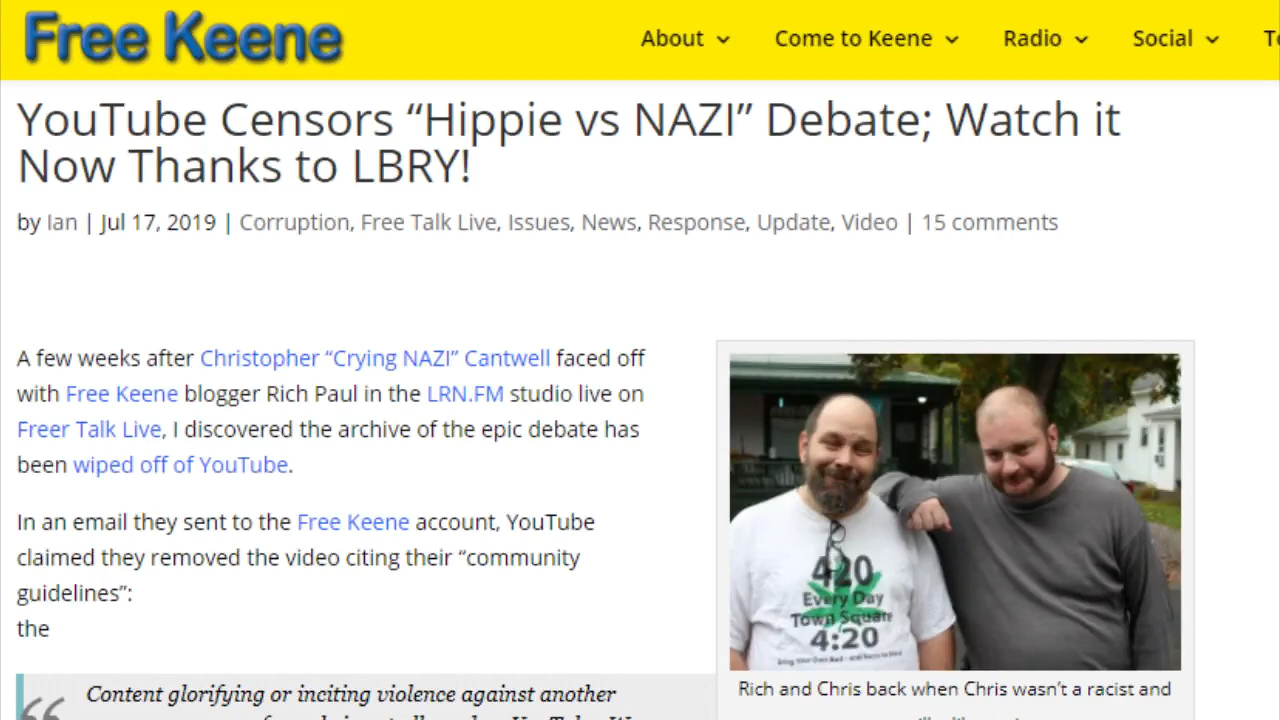 Free Keene
About
Come to Keene
Radio
Social
YouTube Censors “Hippie vs NAZI” Debate; Watch it
Now Thanks to LBRY!
by Ian | Jul 17, 2019 | Corruption, Free Talk Live, Issues, News, Response, Update, Video | 15 comments
A few weeks after Christopher “Crying NAZI” Cantwell faced off
with Free Keene blogger Rich Paul in the LRN.FM studio live on
Freer Talk Live, I discovered the archive of the epic debate has
been wiped off of YouTube.
In an email they sent to the Free Keene account, YouTube
claimed they removed the video citing their “community
guidelines”:
the
“
Content glorifying or inciting violence against another
420
Every Day
Town Square
4:20
Rich and Chris back when Chris wasn’t a racist and